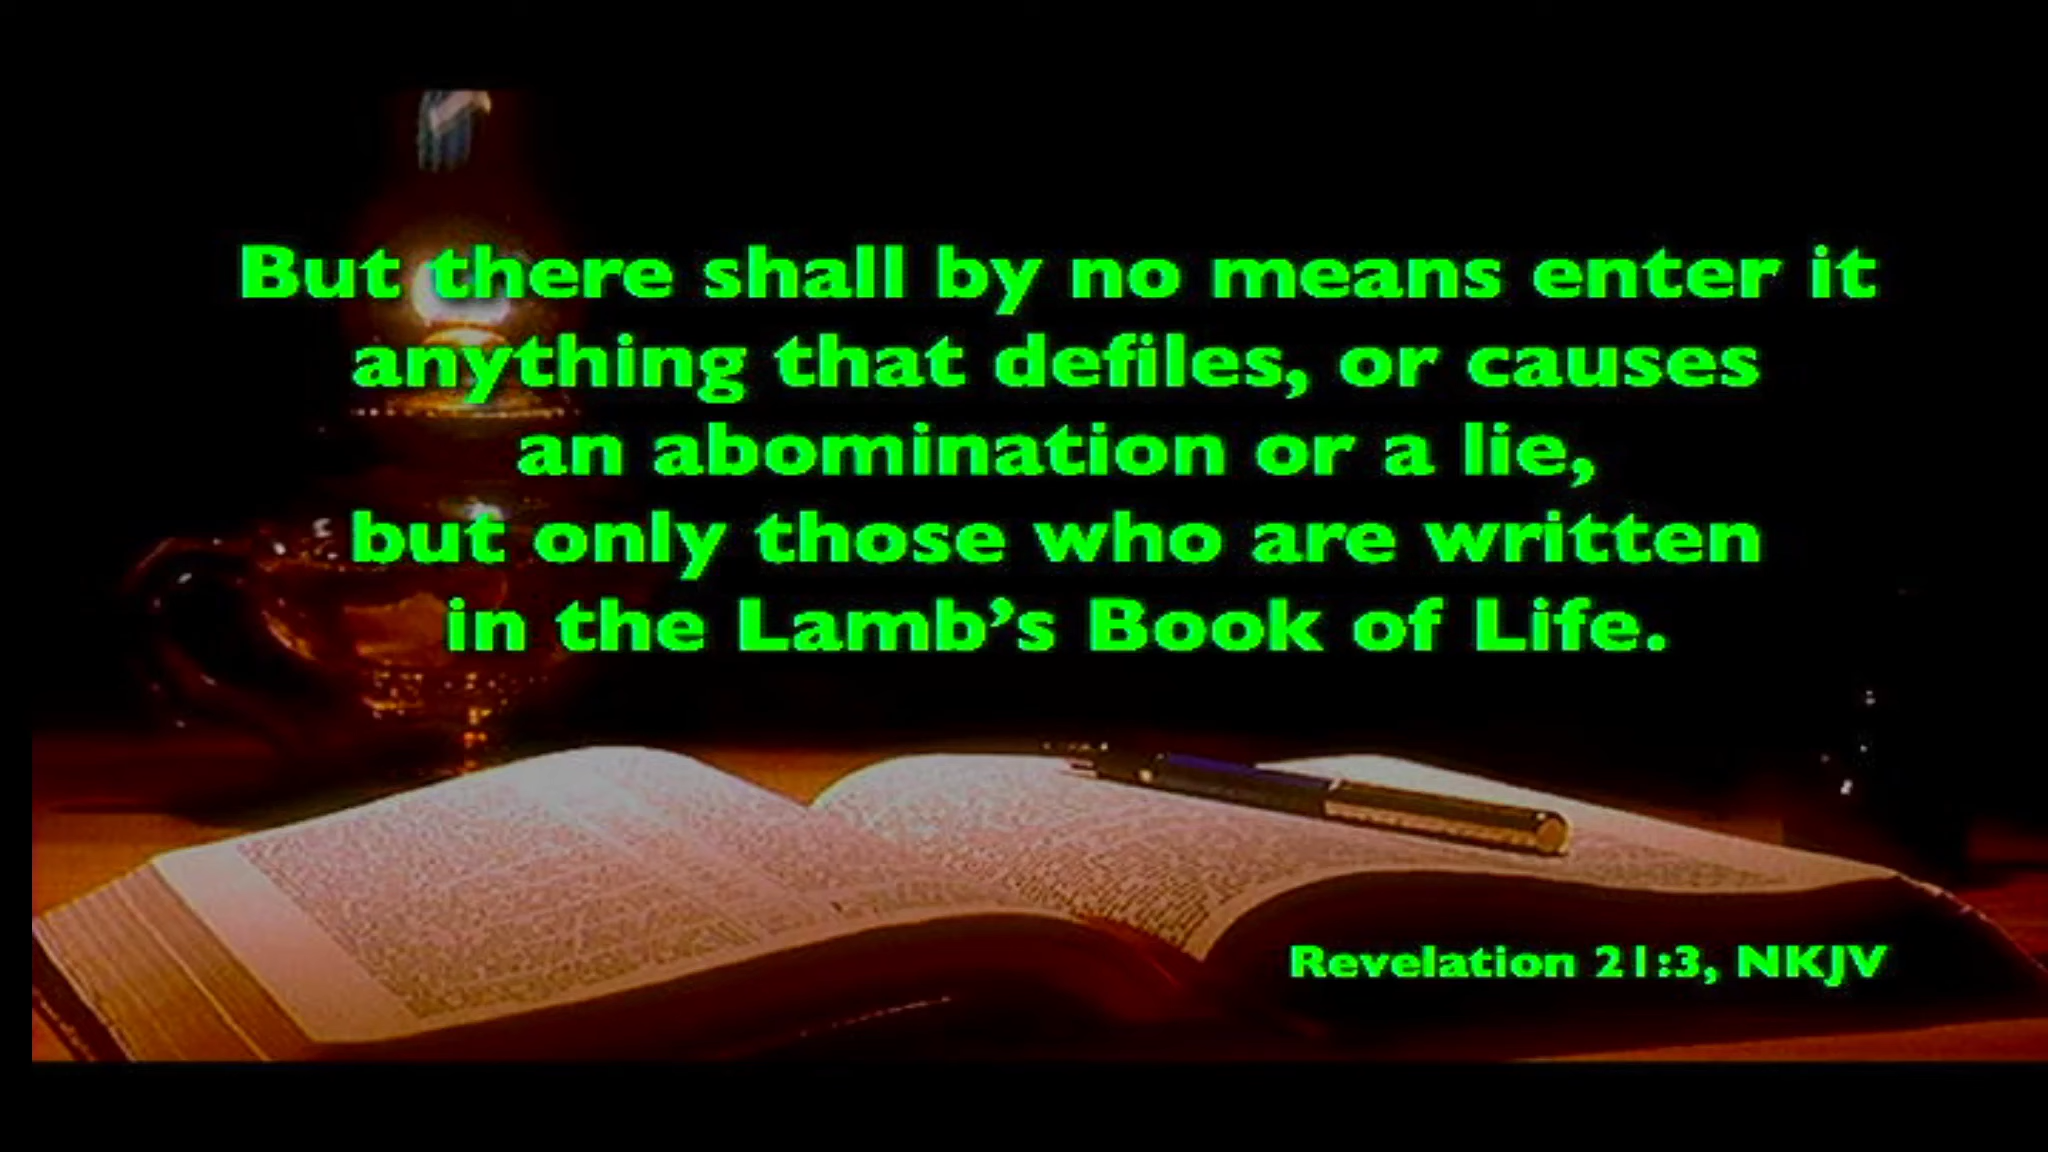 But there shall by no means enter it
anything that defiles, or causes
an abomination or a lie,
but only those who are written
in the Lamb’s Book of Life.
Revelation 21:3, NKJV